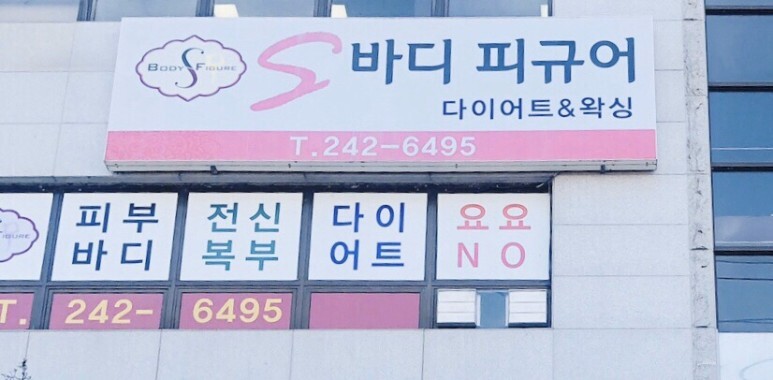 BODY S FIGURE
S 바디 피규어
다이어트&왁싱
T.242-6495
피부 바디
전신 복부
다이어트
요요 NO
T. 242-6495